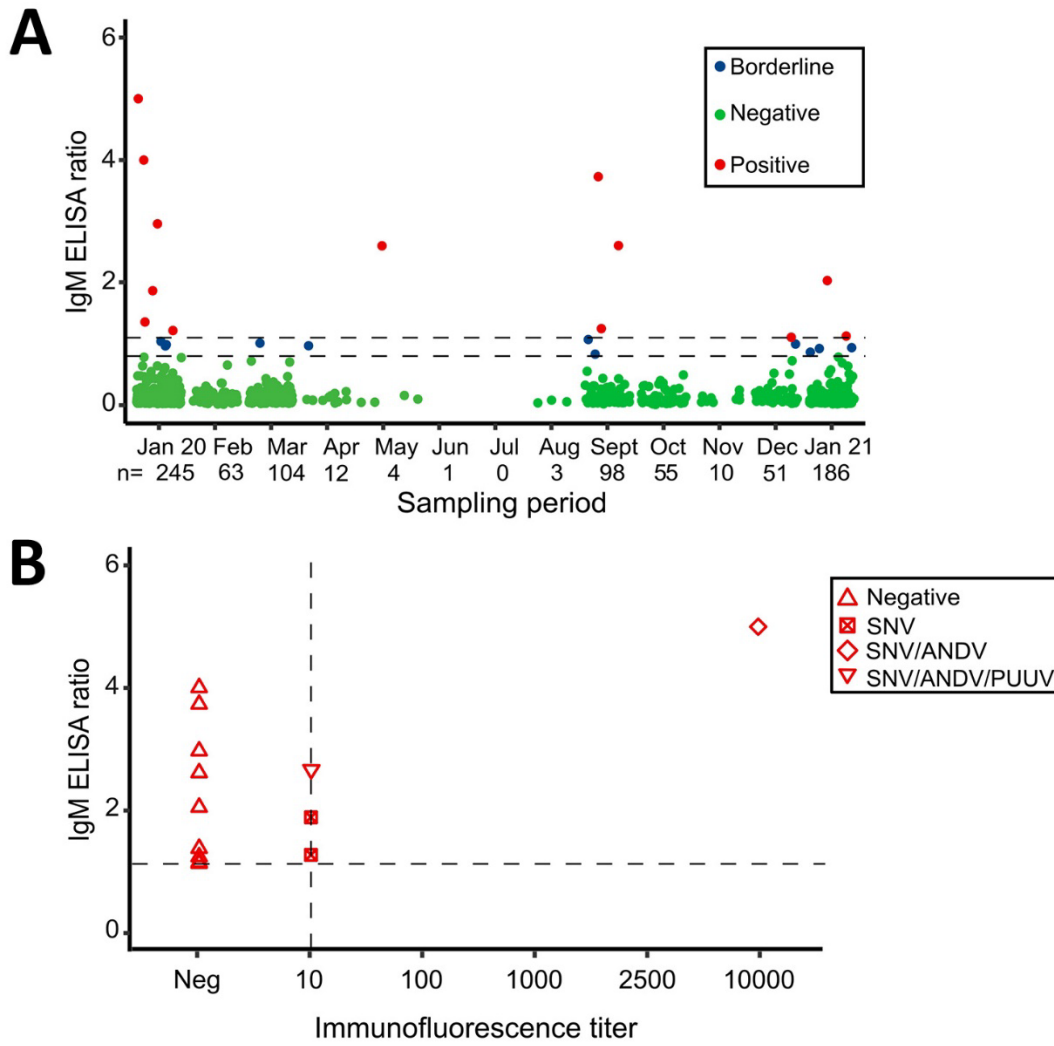 A
IgM ELISA ratio
6
4
2
0
Borderline
Negative
Positive
Jan 20 Feb Mar Apr May Jun Jul Aug Sept Oct Nov Dec Jan 21
n= 245 63 104 12 4 1 0 3 98 55 10 51 186
Sampling period
B
IgM ELISA ratio
6
4
2
0
Negative
SNV
SNV/ANDV
SNV/ANDV/PUUV
Neg 10 100 1000 2500 10000
Immunofluorescence titer